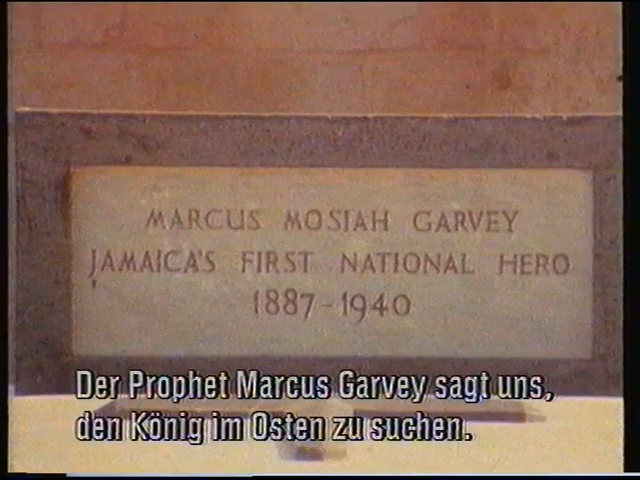 MARCUS MOSIAH GARVEY
JAMAICA'S FIRST NATIONAL HERO
1887-1940
Der Prophet Marcus Garvey sagt uns,
den König im Osten zu suchen.